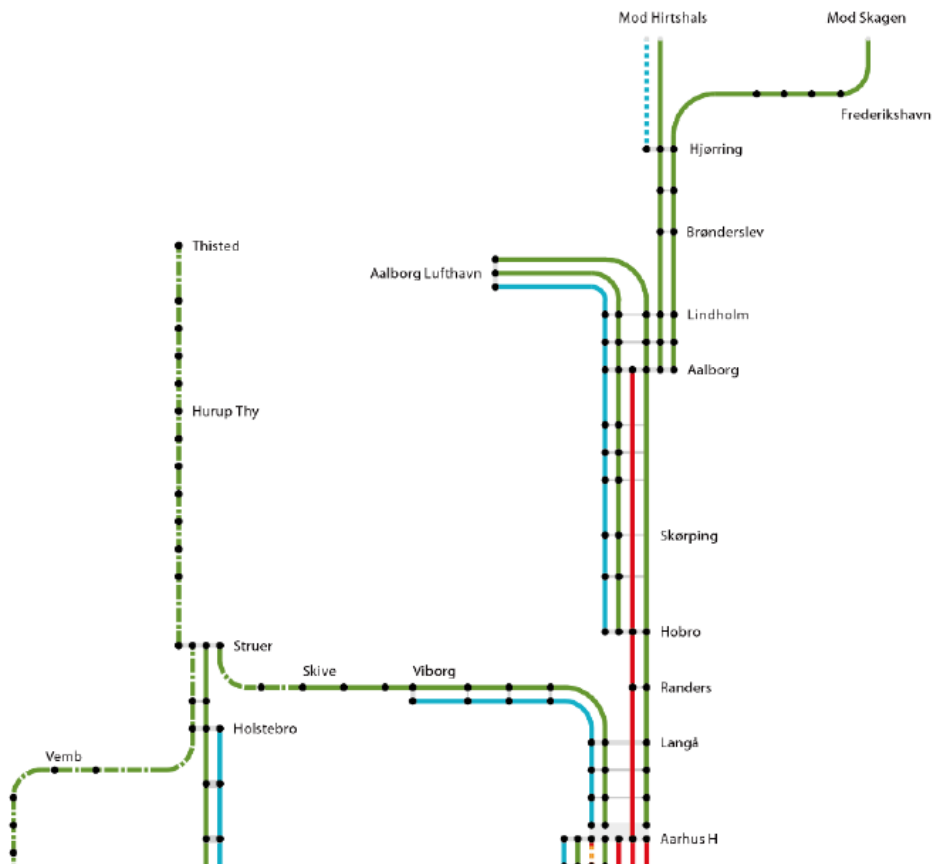 Mod Hirtshals
Mod Skagen
Frederikshavn
Hjørring
Brønderslev
Thisted
Aalborg Lufthavn
Lindholm
Aalborg
Hurup Thy
Skørping
Hobro
Struer
Skive
Viborg
Randers
Holstebro
Langå
Vemb
Aarhus H